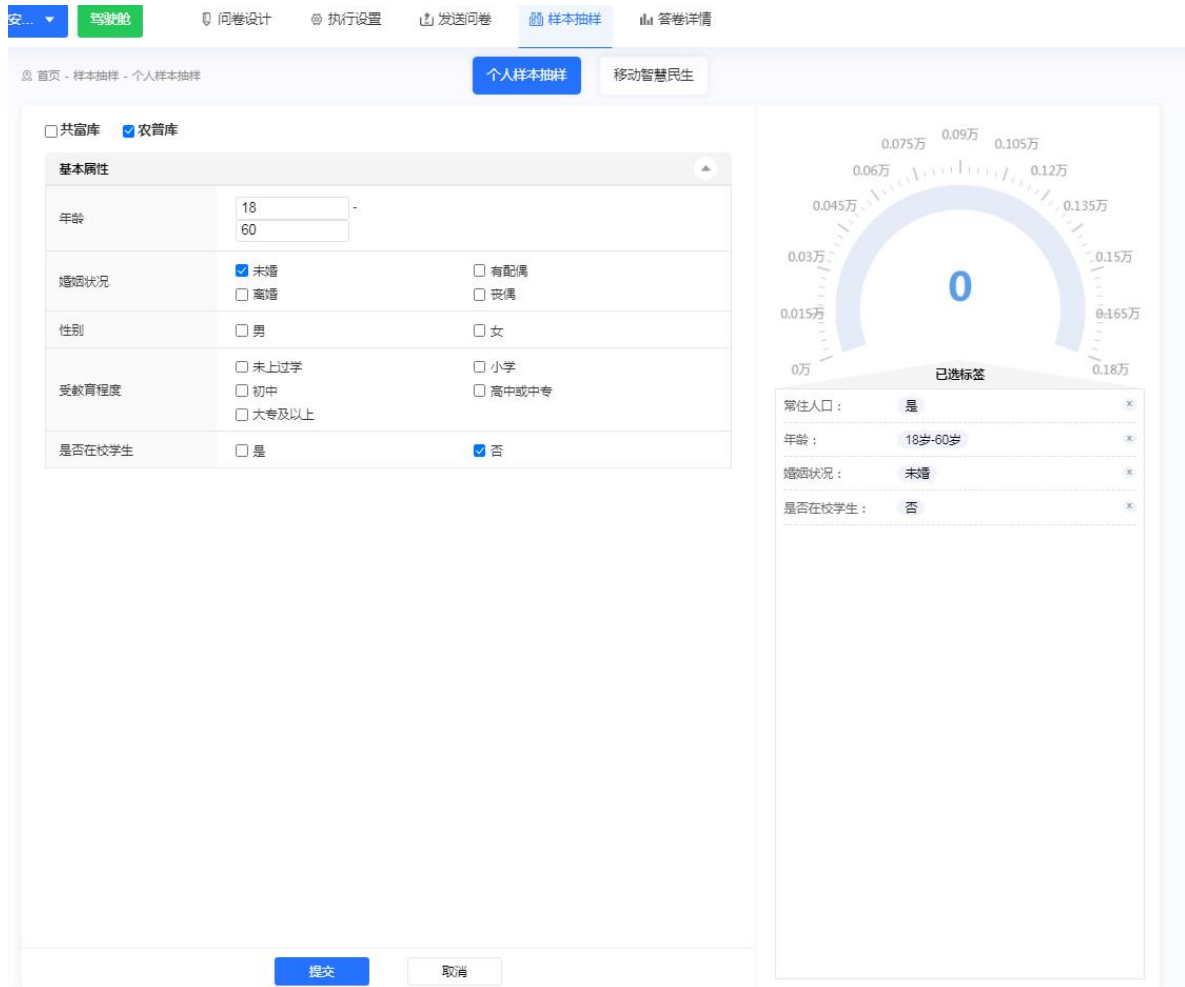 安... 驾驶舱 问卷设计 执行设置 发送问卷 样本抽样 答卷详情
首页 - 样本抽样 - 个人样本抽样 个人样本抽样 移动智慧民生
共富库 农普库
基本属性
年龄 18 -
60
婚姻状况 未婚 有配偶
离婚 丧偶
性别 男 女
受教育程度 未上过学 小学
初中 高中或中专
大专及以上
是否在校学生 是 否
提交 取消
0万
0.015万
0.03万
0.045万
0.06万
0.075万
0.09万
0.105万
0.12万
0.135万
0.15万
0.165万
0.18万
0
已选标签
常住人口： 是 ×
年龄： 18岁-60岁 ×
婚姻状况： 未婚 ×
是否在校学生： 否 ×